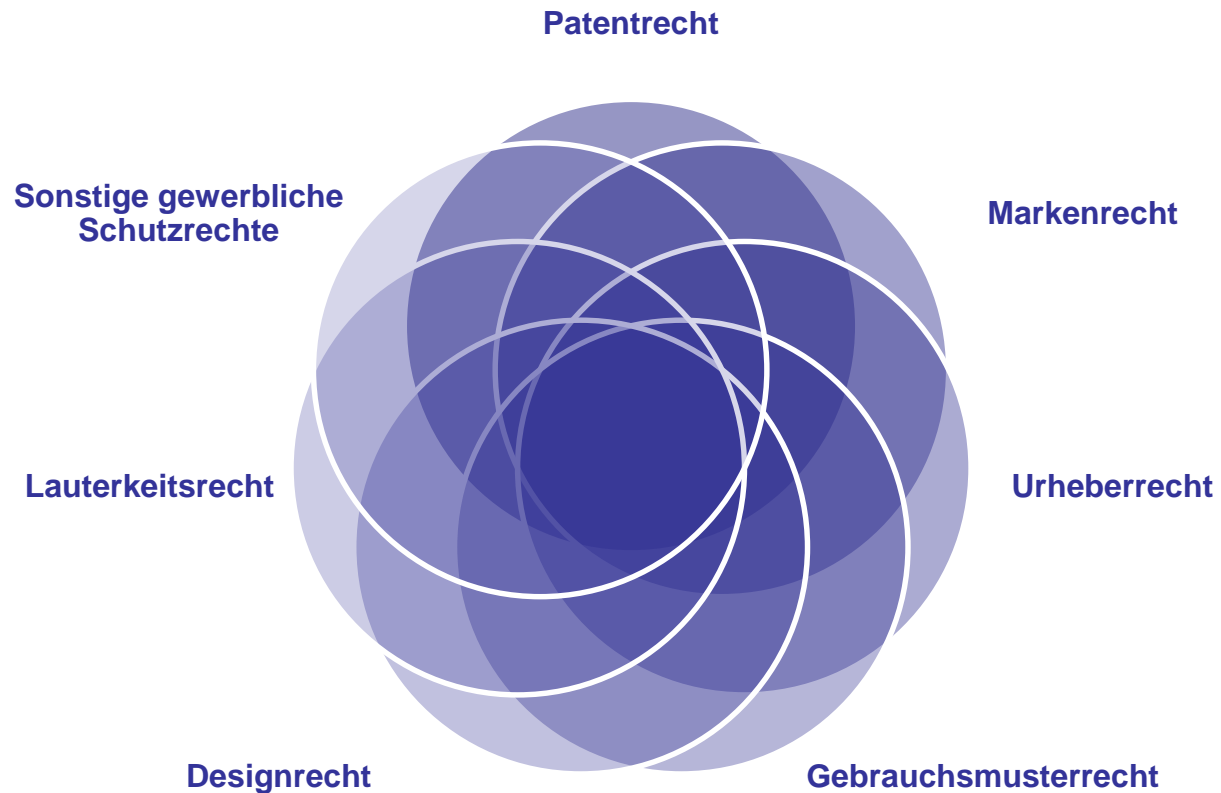 Patentrecht
Sonstige gewerbliche
Schutzrechte
Markenrecht
Lauterkeitsrecht
Urheberrecht
Designrecht
Gebrauchsmusterrecht